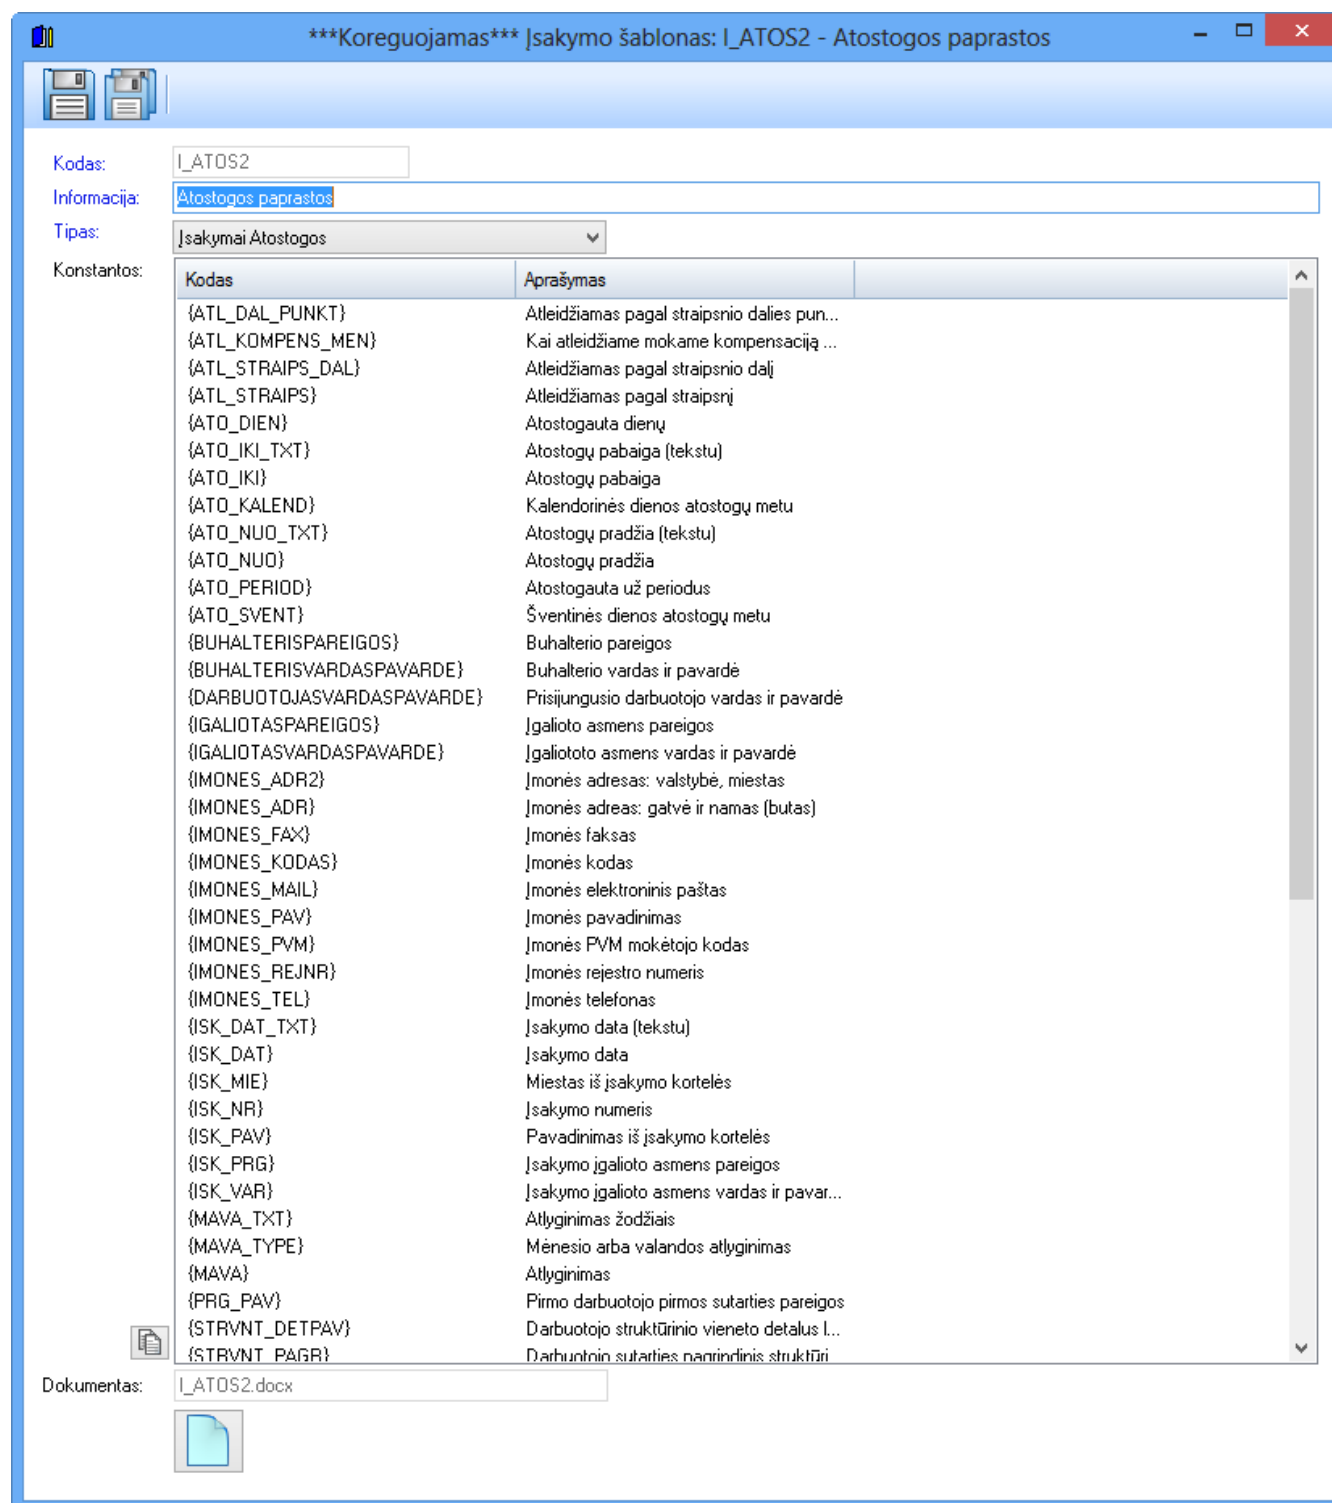 ***Koreguojamas*** Įsakymo šablonas: I_ATOS2 - Atostogos paprastos
Kodas: I_ATOS2
Informacija: Atostogos paprastos
Tipas: Įsakymai Atostogos
Konstantos: Kodas Aprašymas
{ATL_DAL_PUNKT} Atleidžiamas pagal straipsnio dalies pun...
{ATL_KOMPENS_MEN} Kai atleidžiame mokame kompensaciją ...
{ATL_STRAIPS_DAL} Atleidžiamas pagal straipsnio dalį
{ATL_STRAIPS} Atleidžiamas pagal straipsnį
{ATO_DIEN} Atostogauta dienų
{ATO_IKI_TXT} Atostogų pabaiga (tekstu)
{ATO_IKI} Atostogų pabaiga
{ATO_KALEND} Kalendorinės dienos atostogų metu
{ATO_NUO_TXT} Atostogų pradžia (tekstu)
{ATO_NUO} Atostogų pradžia
{ATO_PERIOD} Atostogauta už periodus
{ATO_SVENT} Šventinės dienos atostogų metu
{BUHALTERISPAREIGOS} Buhalterio pareigos
{BUHALTERISVARDASPAVARDE} Buhalterio vardas ir pavardė
{DARBUOTOJASVARDASPAVARDE} Prisijungusio darbuotojo vardas ir pavardė
{IGALIOTASPAREIGOS} Įgalioto asmens pareigos
{IGALIOTASVARDASPAVARDE} Įgaliototo asmens vardas ir pavardė
{IMONES_ADR2} Įmonės adresas: valstybė, miestas
{IMONES_ADR} Įmonės adreas: gatvė ir namas (butas)
{IMONES_FAX} Įmonės faksas
{IMONES_KODAS} Įmonės kodas
{IMONES_MAIL} Įmonės elektroninis paštas
{IMONES_PAV} Įmonės pavadinimas
{IMONES_PVM} Įmonės PVM mokėtojo kodas
{IMONES_REJNR} Įmonės rejestro numeris
{IMONES_TEL} Įmonės telefonas
{ISK_DAT_TXT} Įsakymo data (tekstu)
{ISK_DAT} Įsakymo data
{ISK_MIE} Miestas iš įsakymo kortelės
{ISK_NR} Įsakymo numeris
{ISK_PAV} Pavadinimas iš įsakymo kortelės
{ISK_PRG} Įsakymo įgalioto asmens pareigos
{ISK_VAR} Įsakymo įgalioto asmens vardas ir pavar...
{MAVA_TXT} Atlyginimas žodžiais
{MAVA_TYPE} Mėnesio arba valandos atlyginimas
{MAVA} Atlyginimas
{PRG_PAV} Pirmo darbuotojo pirmos sutarties pareigos
{STRVNT_DETPAV} Darbuotojo struktūrinio vieneto detalus l...
{STRVNT_PAGR} Darbuotojo sutarties pagrindinis struktūri
Dokumentas: I_ATOS2.docx